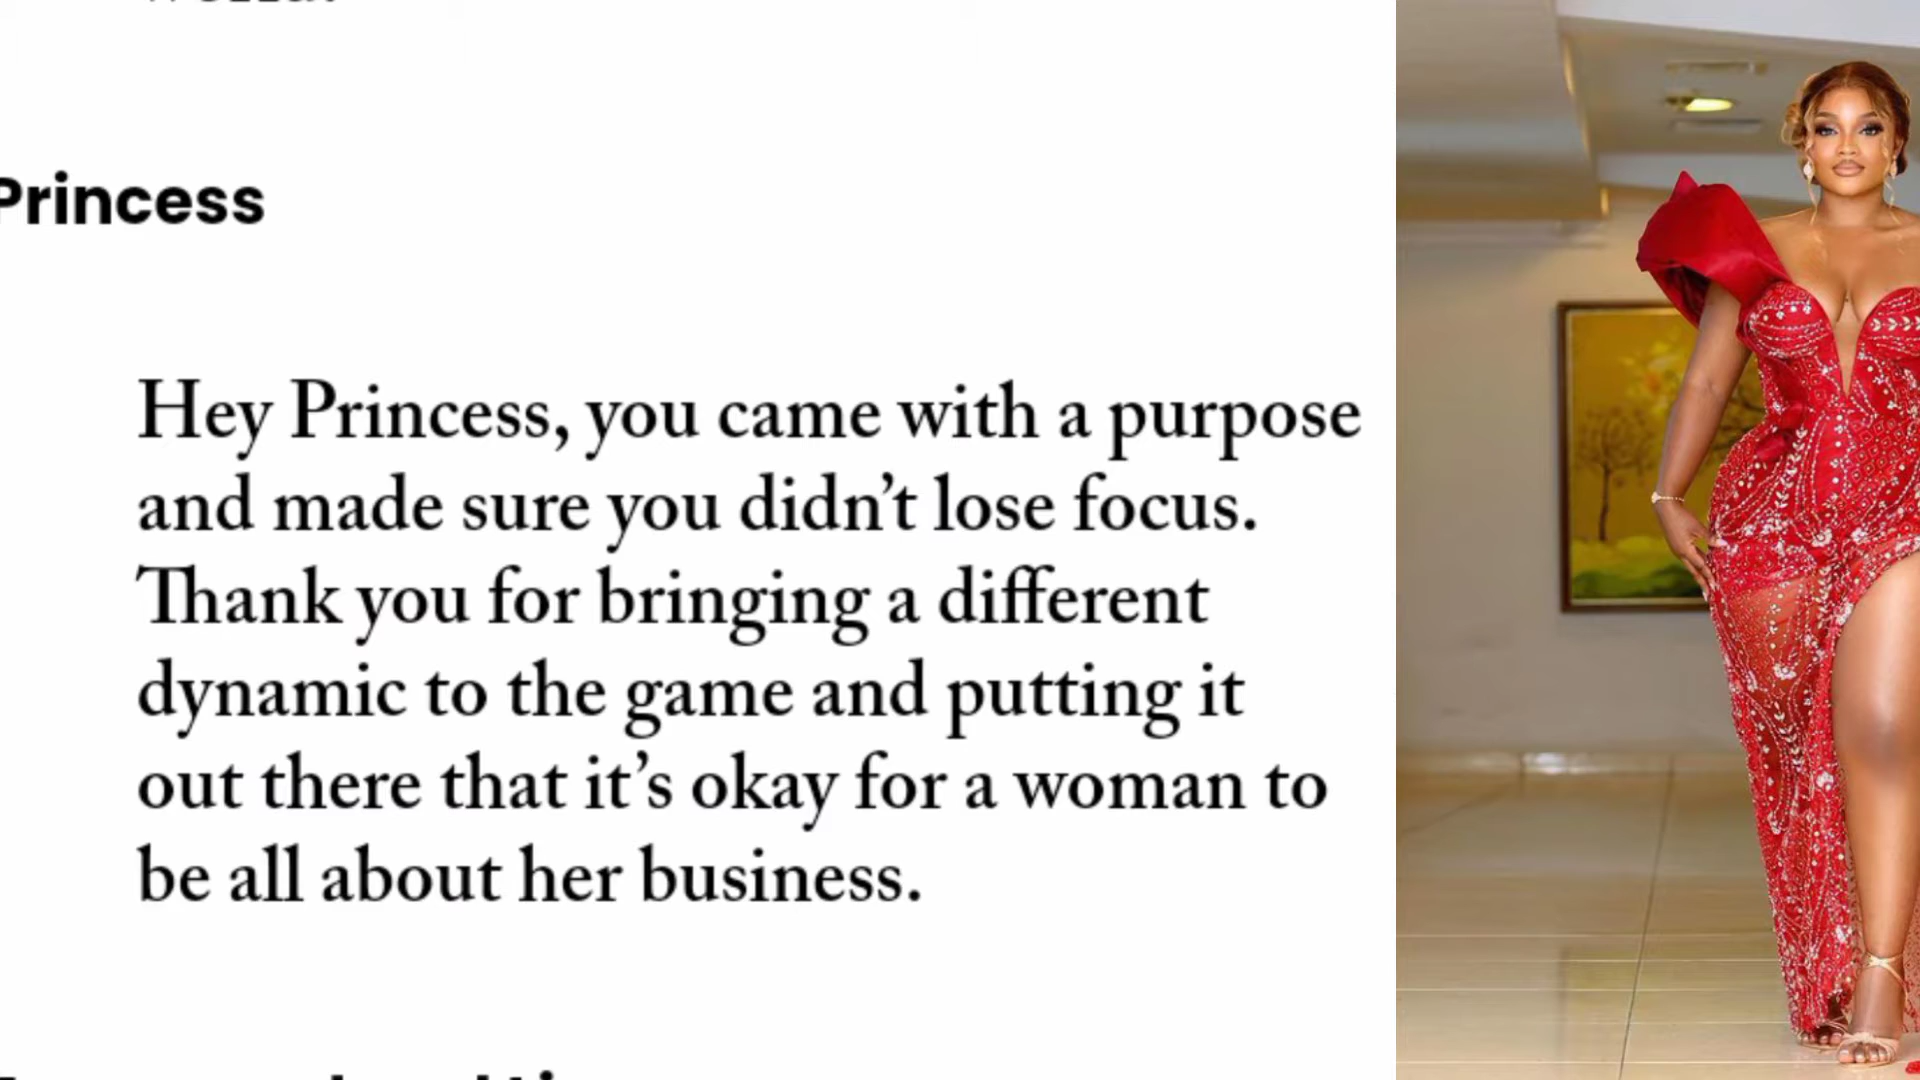 Princess
Hey Princess, you came with a purpose
and made sure you didn’t lose focus.
Thank you for bringing a different
dynamic to the game and putting it
out there that it’s okay for a woman to
be all about her business.